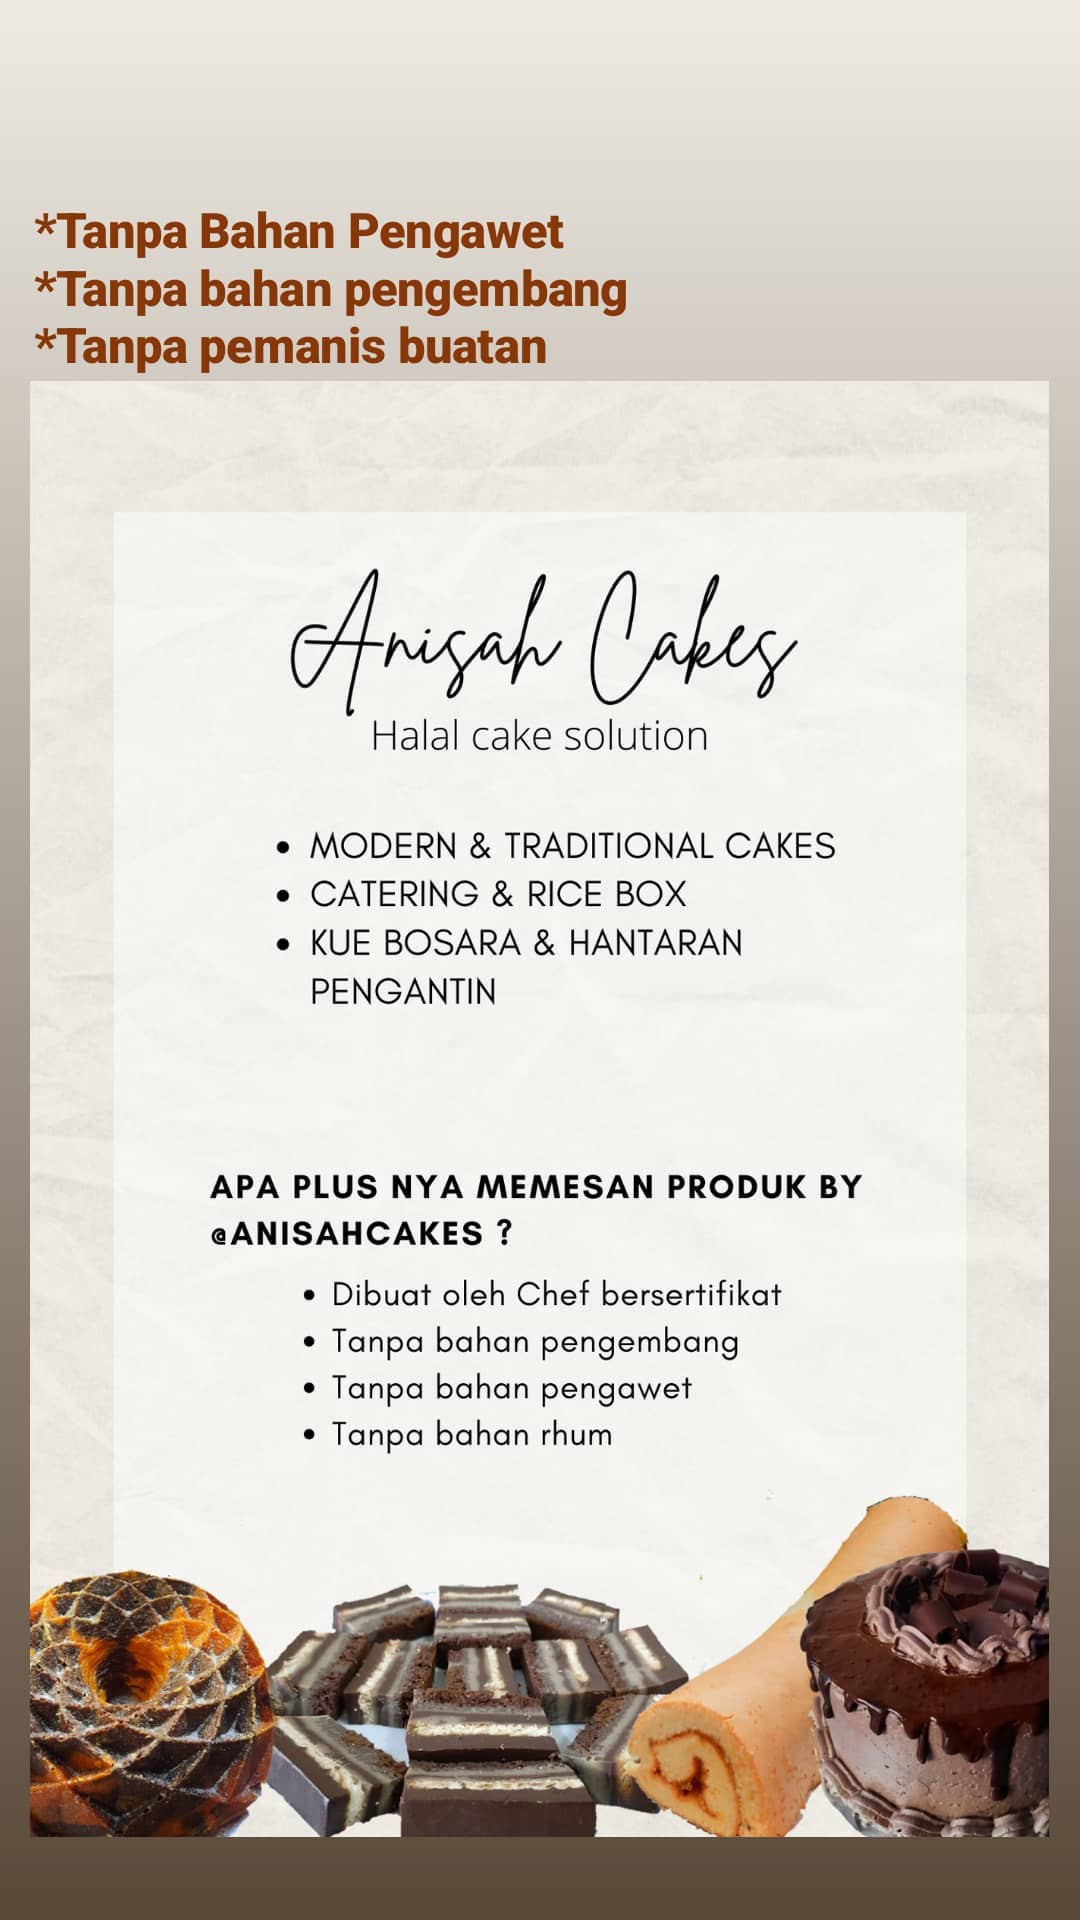 *Tanpa Bahan Pengawet
*Tanpa bahan pengembang
*Tanpa pemanis buatan
Anisah Cakes
Halal cake solution
• MODERN & TRADITIONAL CAKES
• CATERING & RICE BOX
• KUE BOSARA & HANTARAN
PENGANTIN
APA PLUS NYA MEMESAN PRODUK BY
@ANISAHCAKES ?
• Dibuat oleh Chef bersertifikat
• Tanpa bahan pengembang
• Tanpa bahan pengawet
• Tanpa bahan rhum